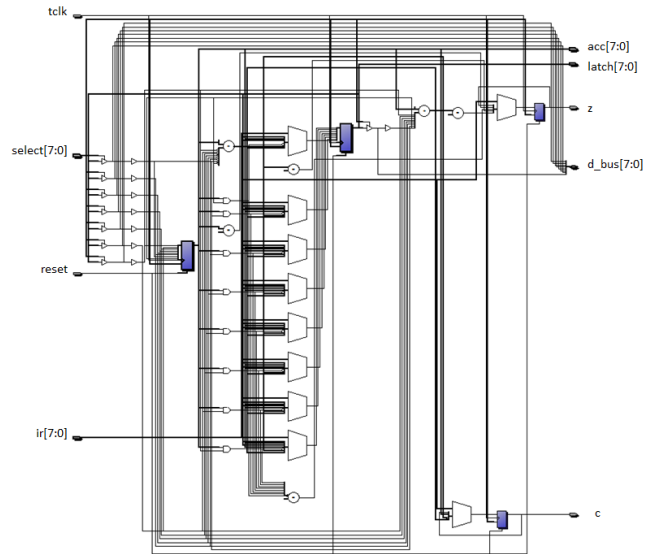 tclk
acc[7:0]
latch[7:0]
z
select[7:0]
d_bus[7:0]
reset
ir[7:0]
c